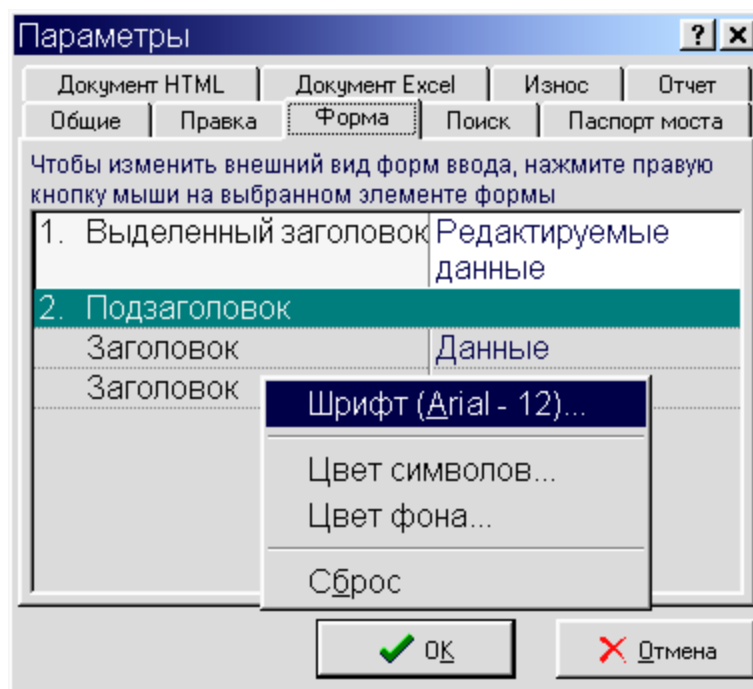 Параметры
Документ HTML Документ Excel Износ Отчет
Общие Правка Форма Поиск Паспорт моста
Чтобы изменить внешний вид форм ввода, нажмите правую
кнопку мыши на выбранном элементе формы
1. Выделенный заголовок Редактируемые
данные
2. Подзаголовок
Заголовок Данные
Заголовок
Шрифт (Arial - 12)...
Цвет символов...
Цвет фона...
Сброс
OK Отмена